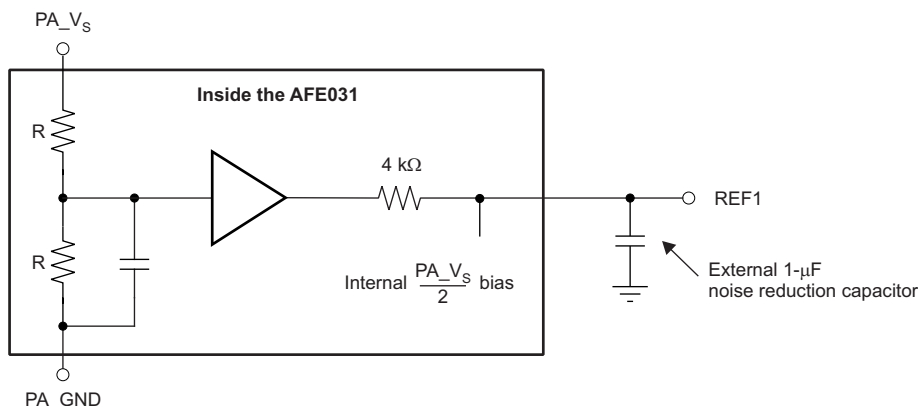 PA_VS
Inside the AFE031
R
4 kΩ
REF1
R
Internal PA_VS/2 bias
External 1-μF
noise reduction capacitor
PA_GND